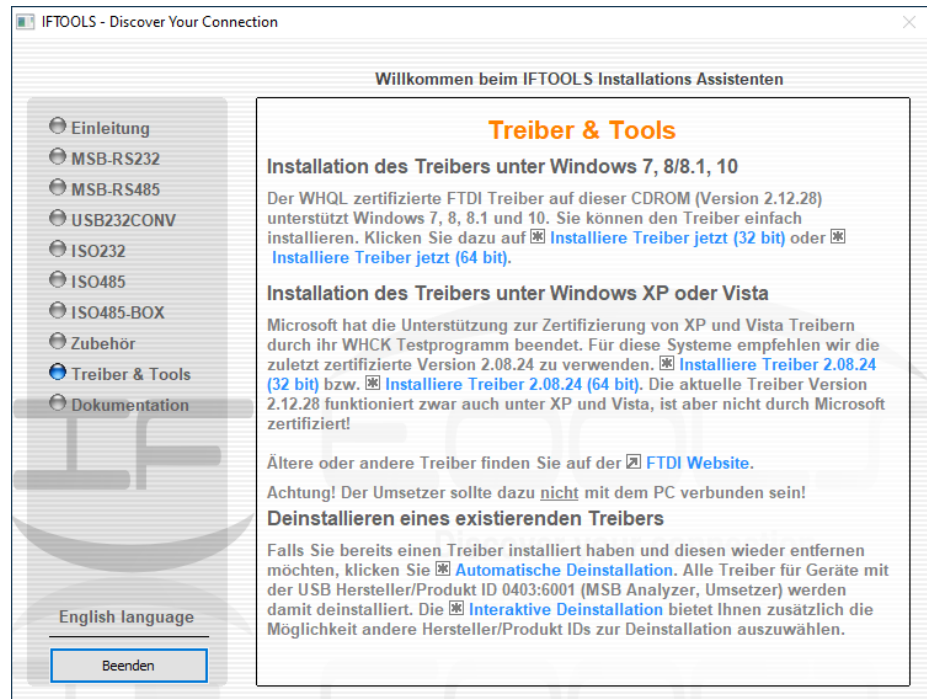 IFTOOLS - Discover Your Connection
Willkommen beim IFTOOLS Installations Assistenten
Einleitung
MSB-RS232
MSB-RS485
USB232CONV
ISO232
ISO485
ISO485-BOX
Zubehör
Treiber & Tools
Dokumentation
English language
Beenden
Treiber & Tools
Installation des Treibers unter Windows 7, 8/8.1, 10
Der WHQL zertifizierte FTDI Treiber auf dieser CDROM (Version 2.12.28)
unterstützt Windows 7, 8, 8.1 und 10. Sie können den Treiber einfach
installieren. Klicken Sie dazu auf Installiere Treiber jetzt (32 bit) oder
Installiere Treiber jetzt (64 bit).
Installation des Treibers unter Windows XP oder Vista
Microsoft hat die Unterstützung zur Zertifizierung von XP und Vista Treibern
durch ihr WHCK Testprogramm beendet. Für diese Systeme empfehlen wir die
zuletzt zertifizierte Version 2.08.24 zu verwenden. Installiere Treiber 2.08.24
(32 bit) bzw. Installiere Treiber 2.08.24 (64 bit). Die aktuelle Treiber Version
2.12.28 funktioniert zwar auch unter XP und Vista, ist aber nicht durch Microsoft
zertifiziert!
Ältere oder andere Treiber finden Sie auf der FTDI Website.
Achtung! Der Umsetzer sollte dazu nicht mit dem PC verbunden sein!
Deinstallieren eines existierenden Treibers
Falls Sie bereits einen Treiber installiert haben und diesen wieder entfernen
möchten, klicken Sie Automatische Deinstallation. Alle Treiber für Geräte mit
der USB Hersteller/Produkt ID 0403:6001 (MSB Analyzer, Umsetzer) werden
damit deinstalliert. Die Interaktive Deinstallation bietet Ihnen zusätzlich die
Möglichkeit andere Hersteller/Produkt IDs zur Deinstallation auszuwählen.